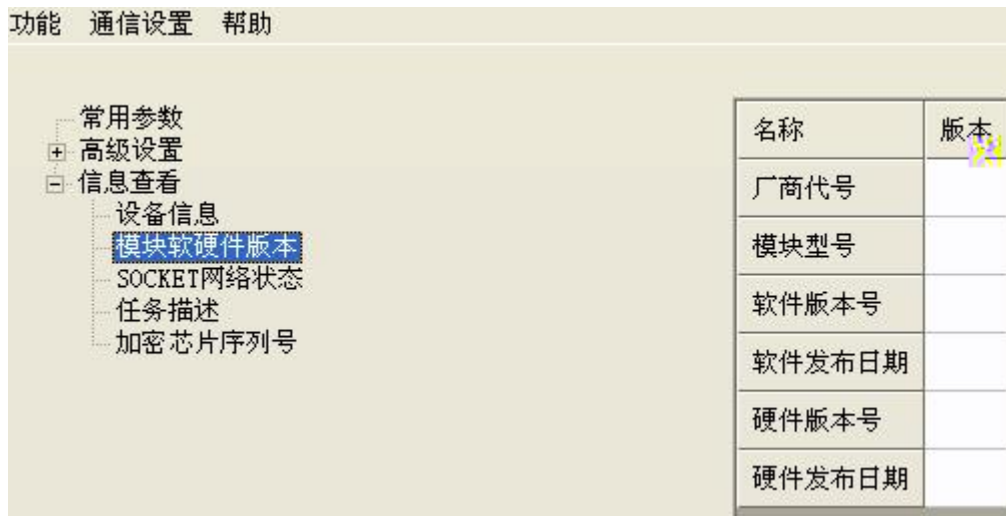 功能 通信设置 帮助
常用参数
高级设置
信息查看
设备信息
模块软硬件版本
SOCKET网络状态
任务描述
加密芯片序列号
名称 版本
厂商代号
模块型号
软件版本号
软件发布日期
硬件版本号
硬件发布日期